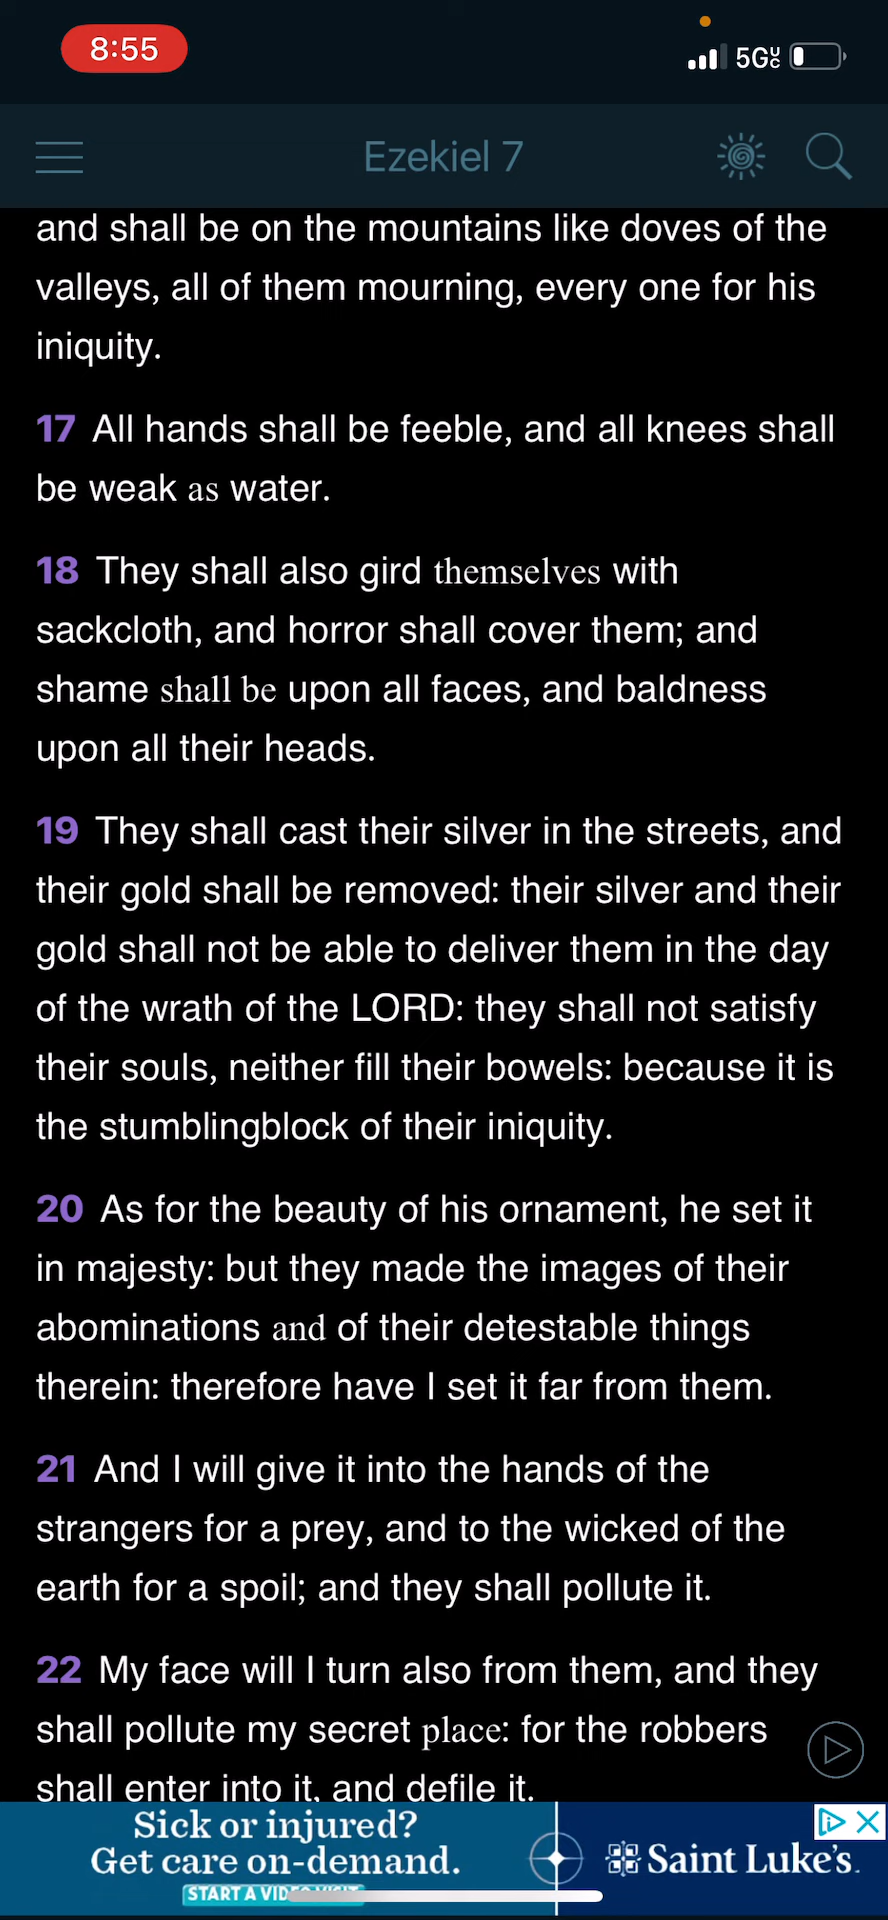 8:55
5GUC
Ezekiel 7
and shall be on the mountains like doves of the
valleys, all of them mourning, every one for his
iniquity.
17 All hands shall be feeble, and all knees shall
be weak as water.
18 They shall also gird themselves with
sackcloth, and horror shall cover them; and
shame shall be upon all faces, and baldness
upon all their heads.
19 They shall cast their silver in the streets, and
their gold shall be removed: their silver and their
gold shall not be able to deliver them in the day
of the wrath of the LORD: they shall not satisfy
their souls, neither fill their bowels: because it is
the stumblingblock of their iniquity.
20 As for the beauty of his ornament, he set it
in majesty: but they made the images of their
abominations and of their detestable things
therein: therefore have I set it far from them.
21 And I will give it into the hands of the
strangers for a prey, and to the wicked of the
earth for a spoil; and they shall pollute it.
22 My face will I turn also from them, and they
shall pollute my secret place: for the robbers
shall enter into it, and defile it.
Sick or injured?
Get care on-demand.
START A VIDEO VISIT
Saint Luke's.